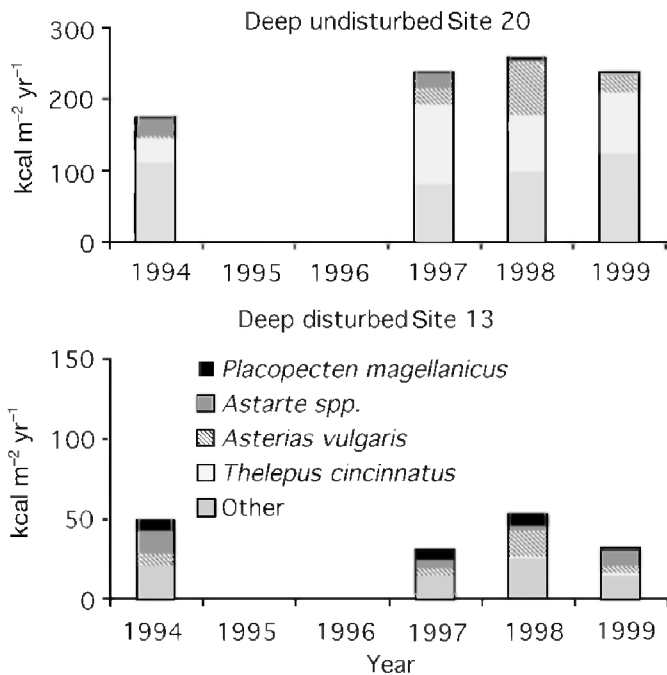 Deep undisturbed Site 20
kcal m⁻² yr⁻¹
300
200
100
0
1994 1995 1996 1997 1998 1999
Deep disturbed Site 13
kcal m⁻² yr⁻¹
150
100
50
0
Placopecten magellanicus
Astarte spp.
Asterias vulgaris
Thelepus cincinnatus
Other
1994 1995 1996 1997 1998 1999
Year